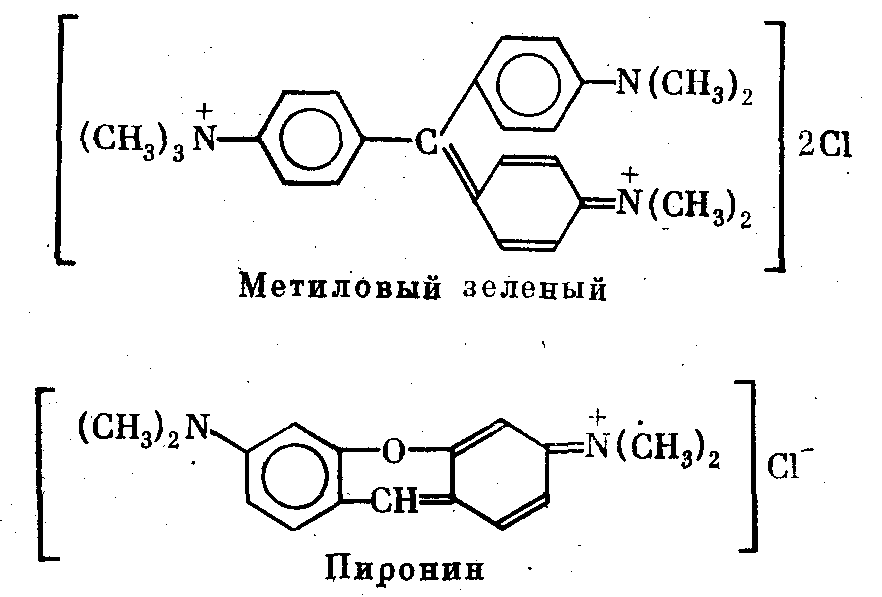 N(CH₃)₂
(CH₃)₃N⁺
C
2Cl
N⁺(CH₃)₂
Метиловый зеленый
(CH₃)₂N
O
N⁺(CH₃)₂
Cl⁻
CH
Пиронин